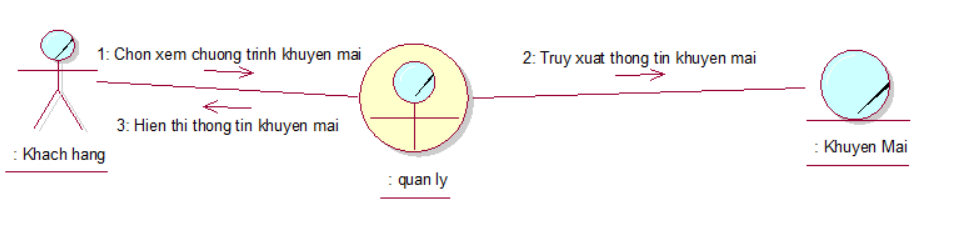 1: Chon xem chuong trinh khuyen mai
2: Truy xuat thong tin khuyen mai
3: Hien thi thong tin khuyen mai
: Khach hang
: quan ly
: Khuyen Mai